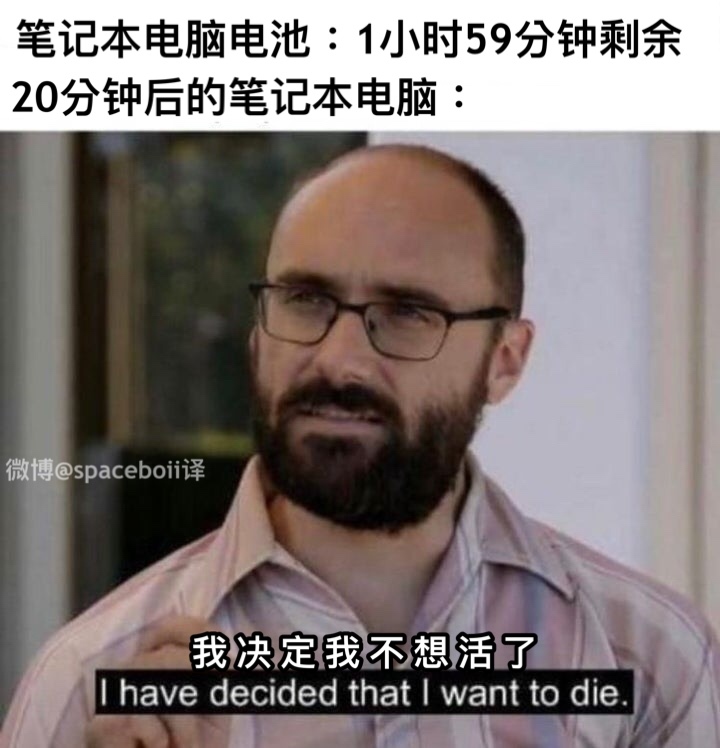 笔记本电脑电池：1小时59分钟剩余
20分钟后的笔记本电脑：
微博@spaceboii译
我决定我不想活了
I have decided that I want to die.